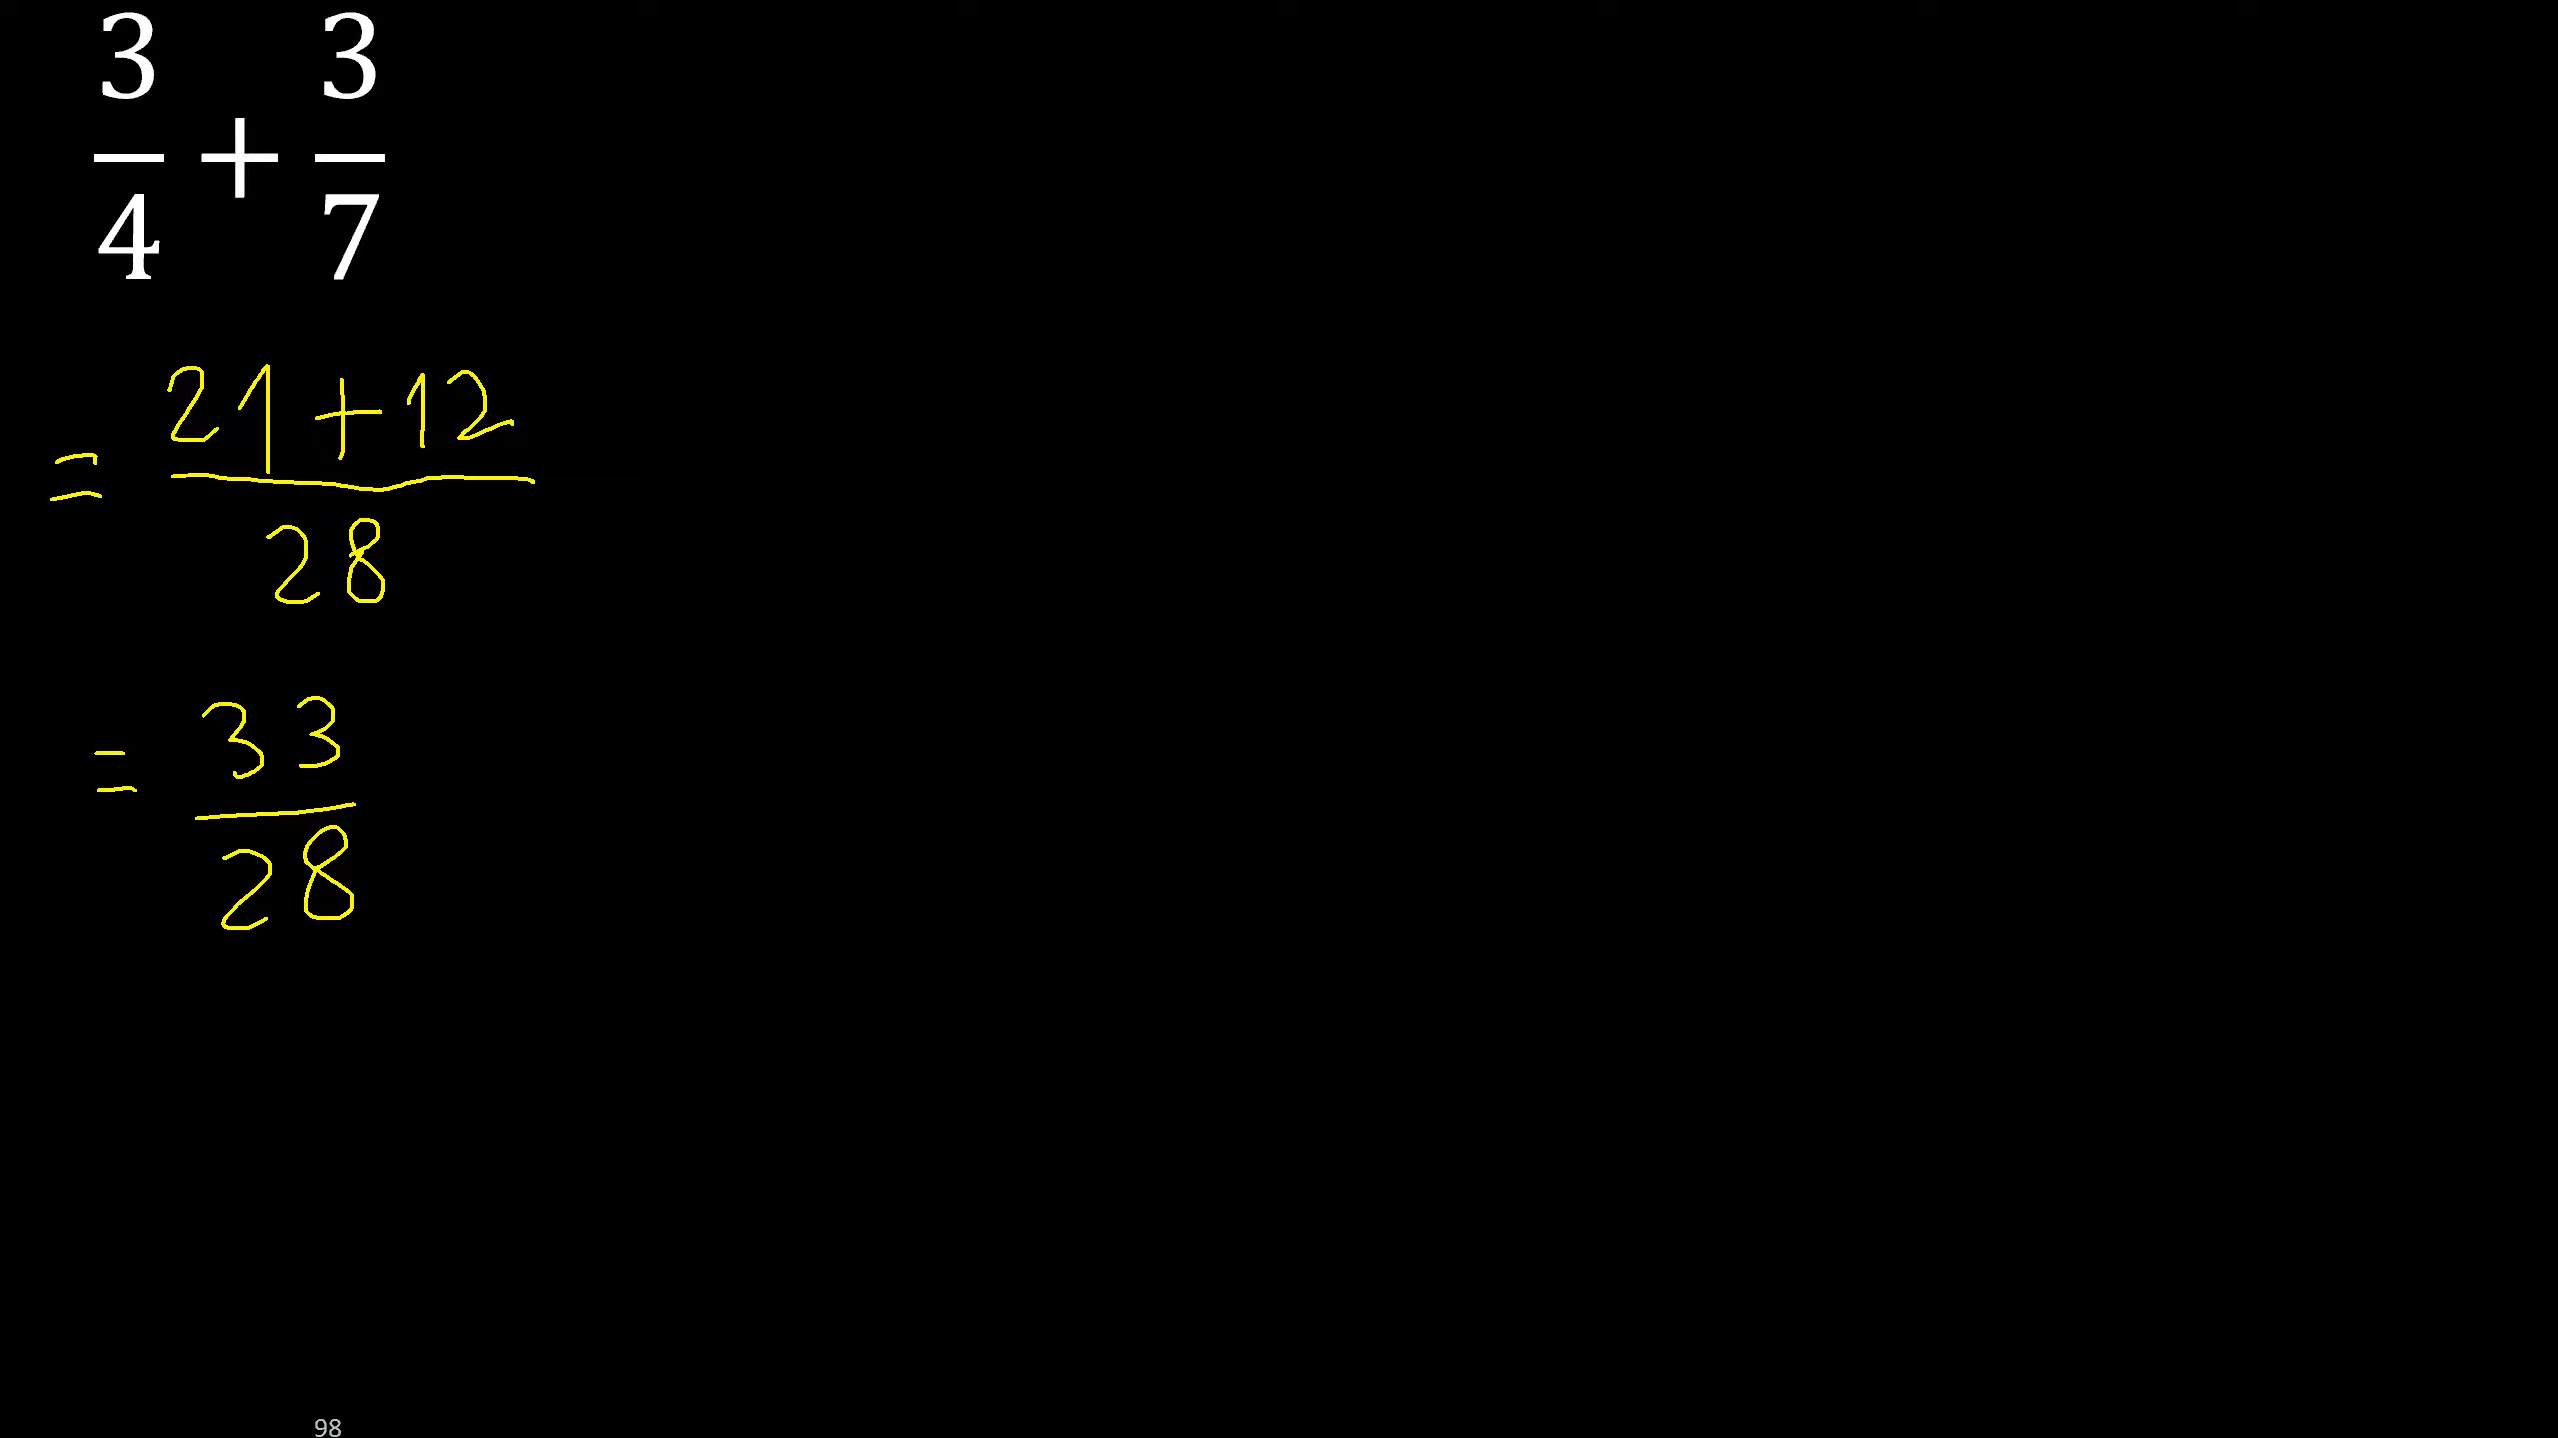 3/4 + 3/7
= 21+12/28
= 33/28
98